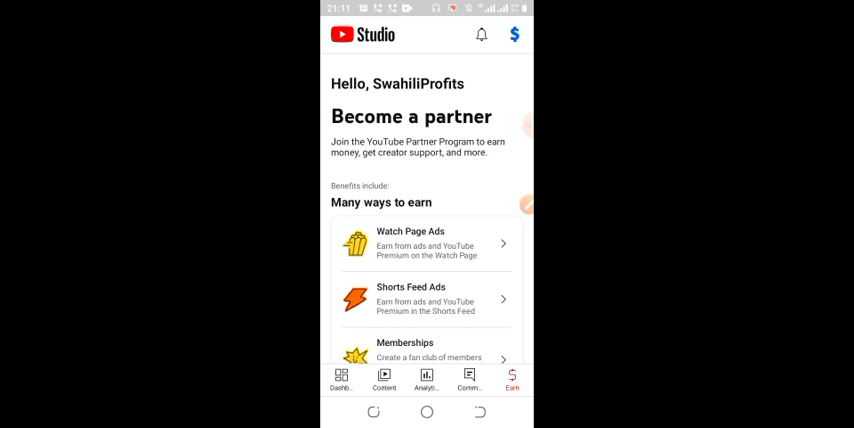 21:11
Studio
Hello, SwahiliProfits
Become a partner
Join the YouTube Partner Program to earn
money, get creator support, and more.
Benefits include:
Many ways to earn
Watch Page Ads
Earn from ads and YouTube
Premium on the Watch Page
Shorts Feed Ads
Earn from ads and YouTube
Premium in the Shorts Feed
Memberships
Create a fan club of members
Dashb... Content Analyti... Comm... Earn